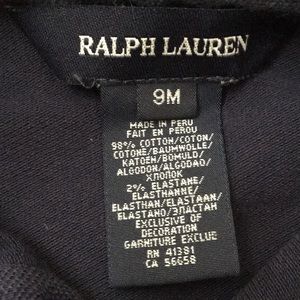 RALPH LAUREN
9M
MADE IN PERU
FAIT EN PEROU
98% COTTON/COTON/
COTONE/BAUMWOLLE/
KATOEN/BOMULD/
ALGODON/ALGODAO/
ХЛОПОК
2% ELASTANE/
ELASTHANNE/
ELASTHAN/ELASTAAN/
ELASTANO/ЭЛАСТАН
EXCLUSIVE OF
DECORATION
GARNITURE EXCLUE
RN 41381
CA 56658